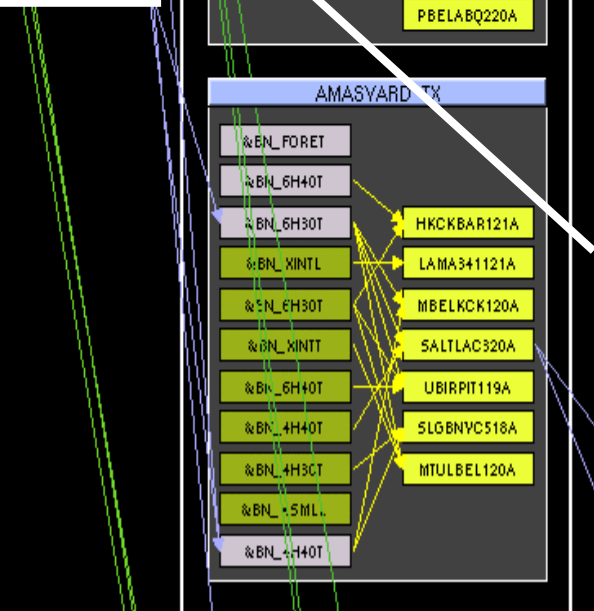 PBELABQ220A
AMASVARD TX
&BN_FORET
&BN_6H40T
&BN_6H30T
&BN_XINTL
&BN_6H30T
&BN_XINTT
&BN_6H40T
&BN_4H40T
&BN_4H30T
&BN_4H40T
HKCKBAR121A
LAMA341121A
MBELKCK120A
SALTLAC320A
UBIRPIT119A
SLGBNVC518A
MTULBEL120A